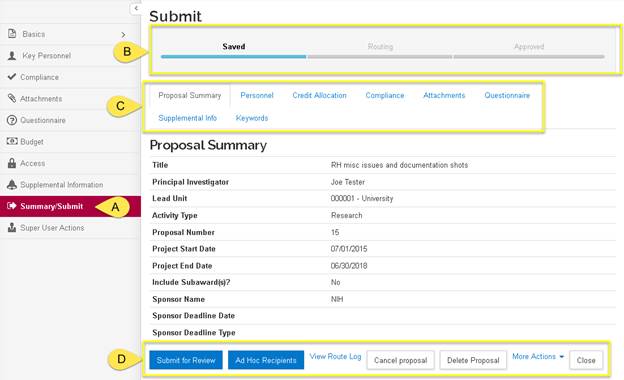 Submit
Basics
Key Personnel
Compliance
Attachments
Questionnaire
Budget
Access
Supplemental Information
Summary/Submit
Super User Actions
A
B
Saved Routing Approved
C
Proposal Summary Personnel Credit Allocation Compliance Attachments Questionnaire
Supplemental Info Keywords
Proposal Summary
Title RH misc issues and documentation shots
Principal Investigator Joe Tester
Lead Unit 000001 - University
Activity Type Research
Proposal Number 15
Project Start Date 07/01/2015
Project End Date 06/30/2018
Include Subaward(s)? No
Sponsor Name NIH
Sponsor Deadline Date
Sponsor Deadline Type
D
Submit for Review Ad Hoc Recipients View Route Log Cancel proposal Delete Proposal More Actions Close